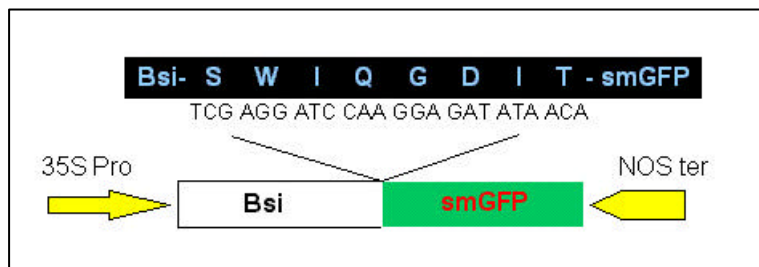 Bsi- S W I Q G D I T - smGFP
TCG AGG ATC CAA GGA GAT ATA ACA
35S Pro NOS ter
Bsi smGFP